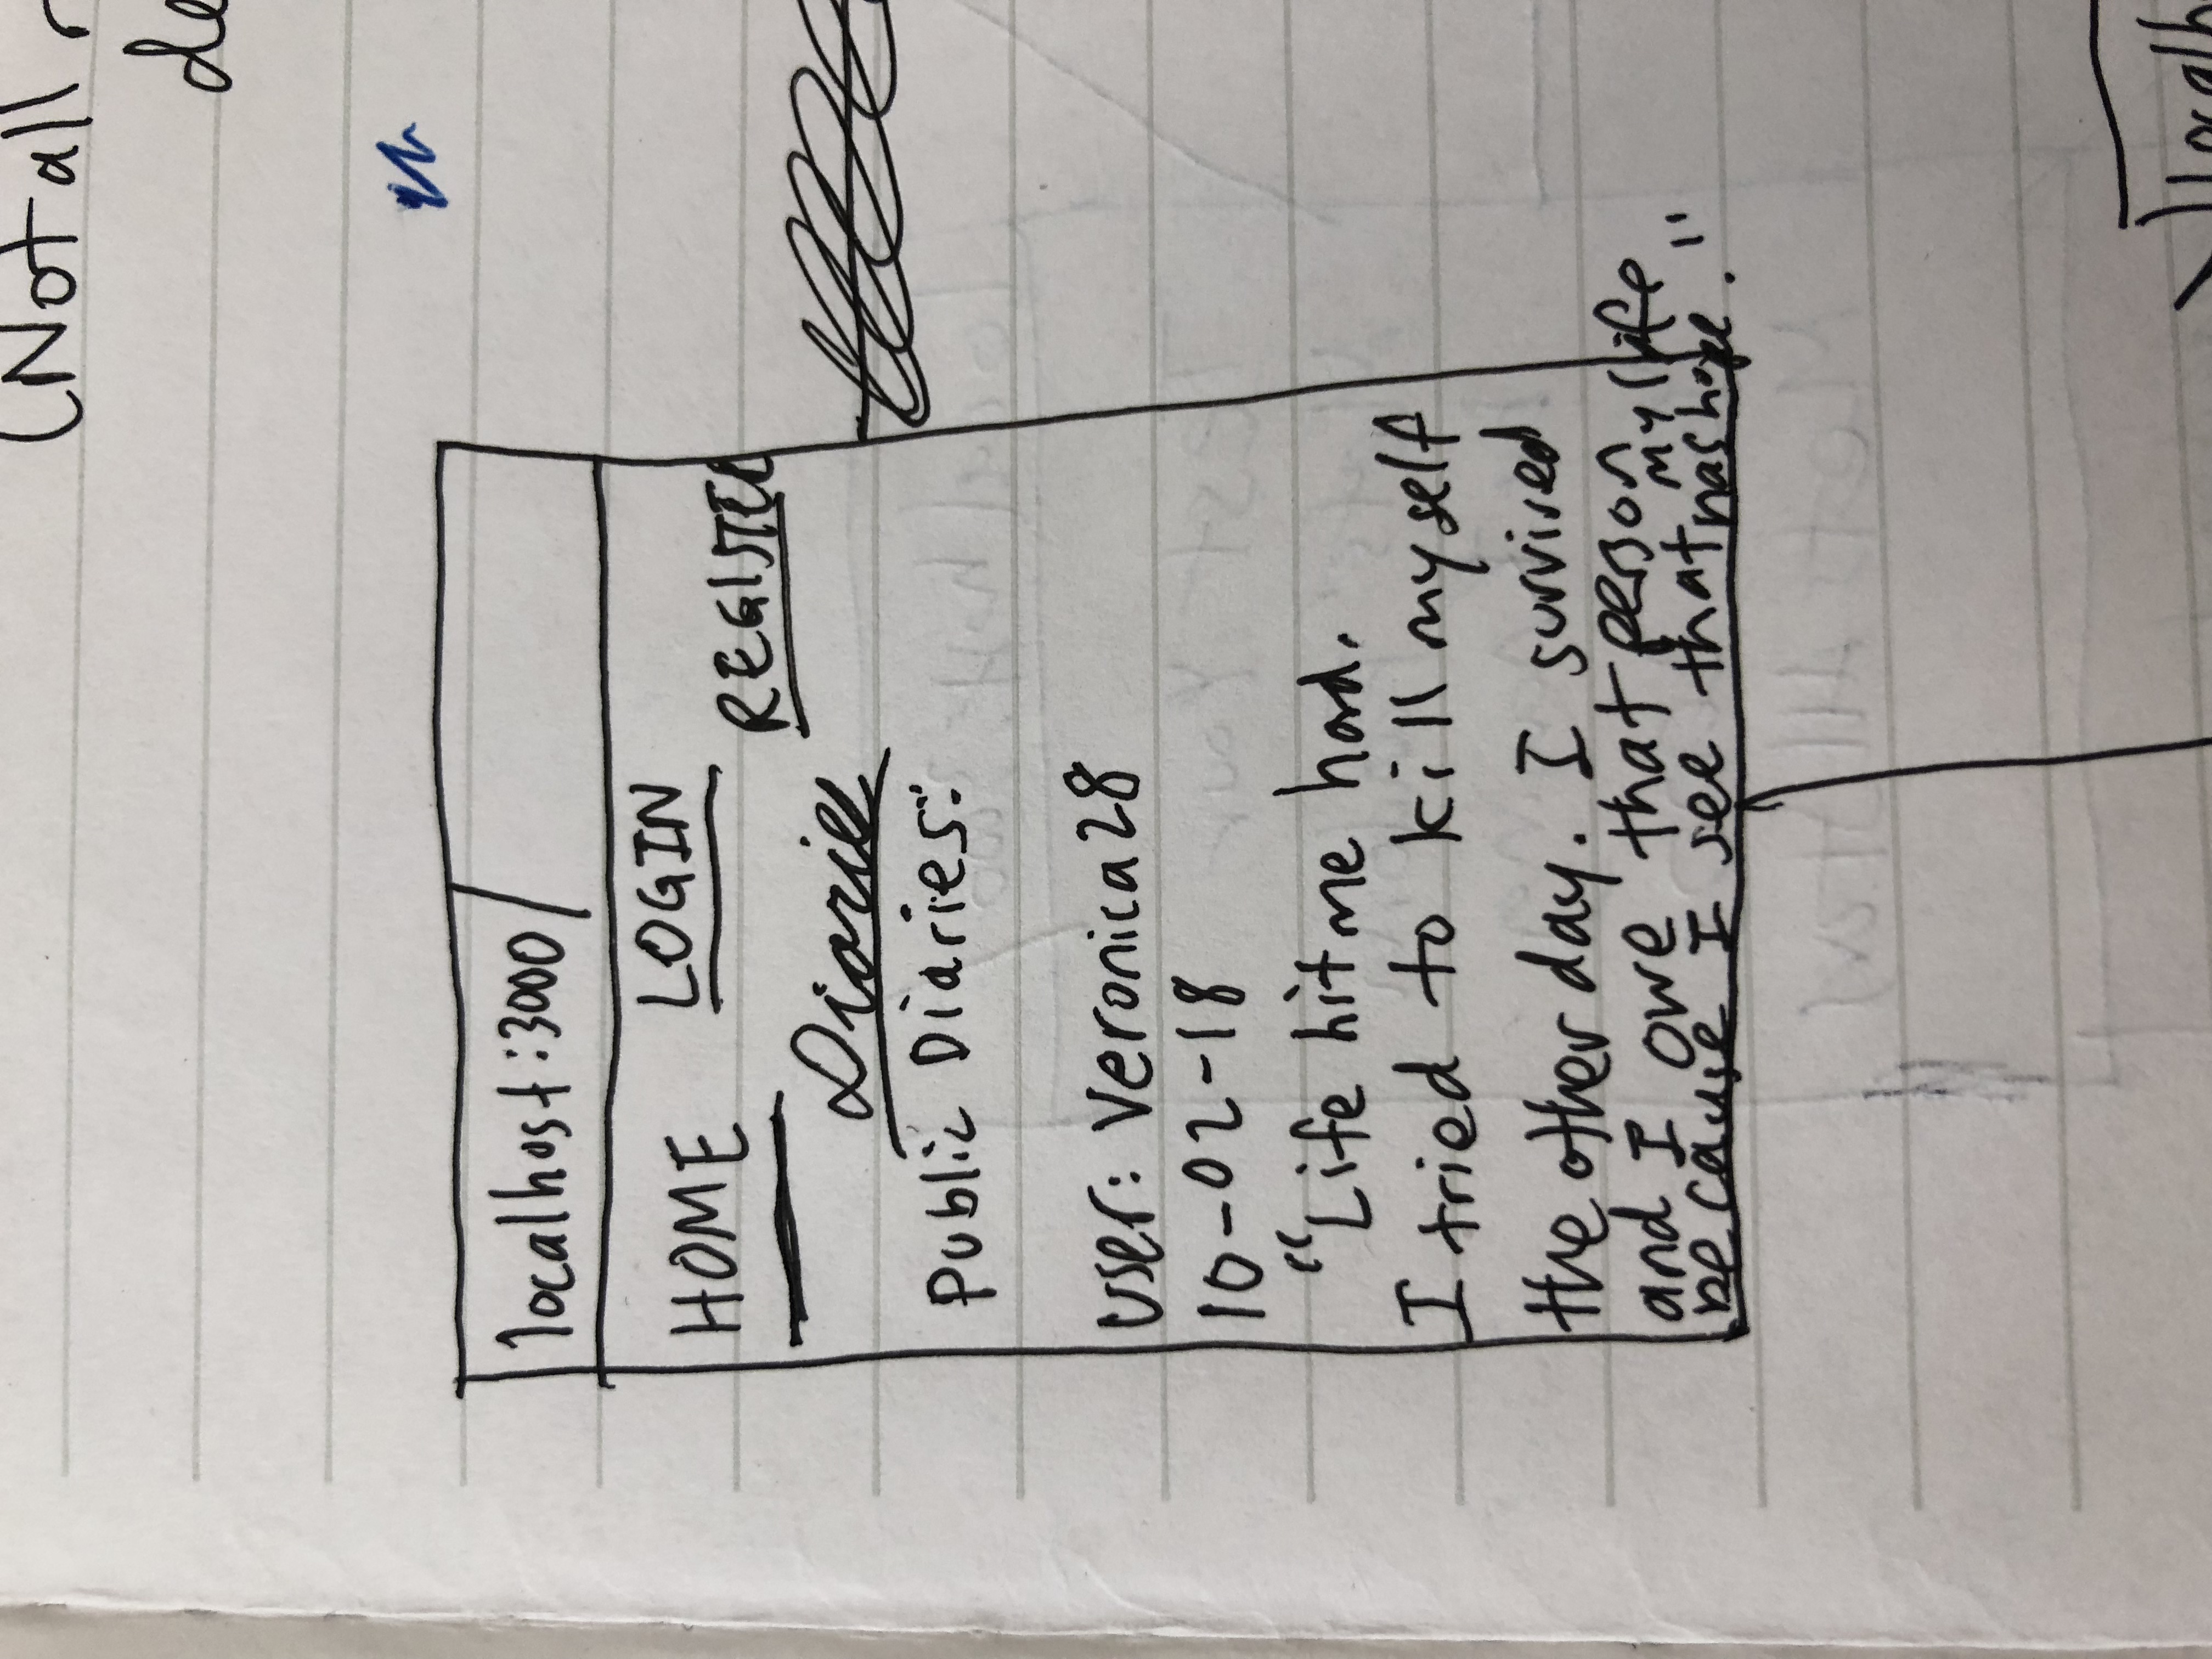 (Not all
de
localhost:3000/
HOME LOGIN REGISTER
Diaries
Public Diaries:
User: Veronica28
10-02-18
"Life hit me hard.
I tried to kill myself
the other day. I survived
and I owe that person my life
because I see that has hope."
localh